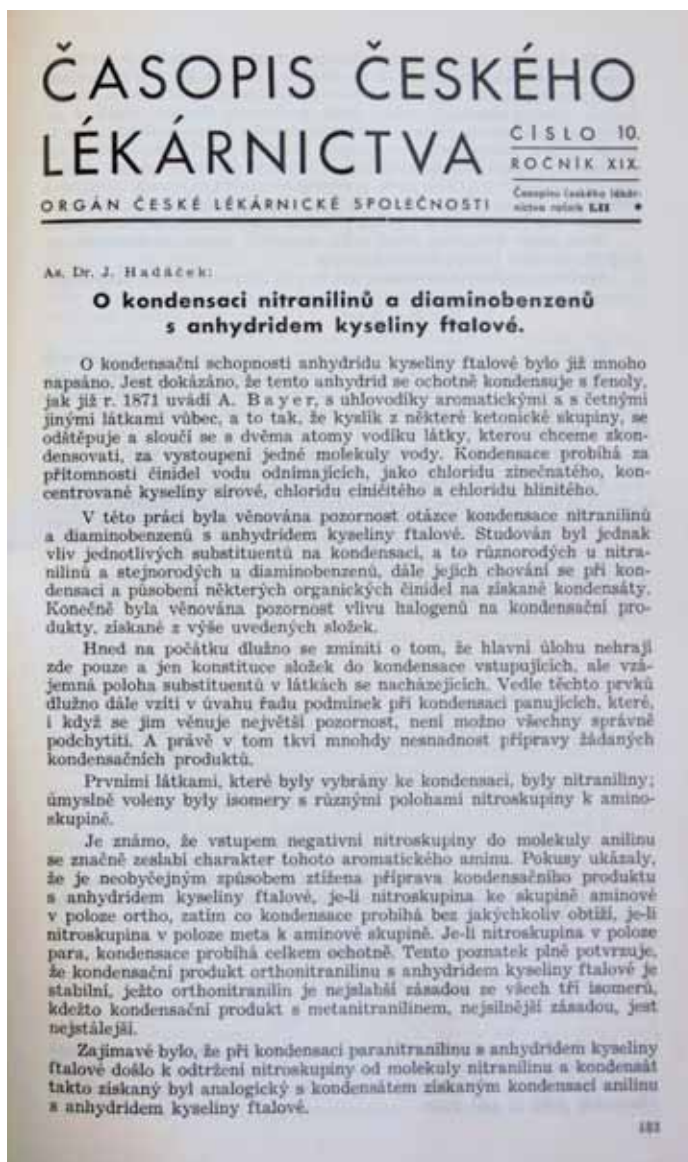 ČASOPIS ČESKÉHO
LÉKÁRNICTVA
ČÍSLO 10.
ROČNÍK XIX.
Časopisu českého lékár-
nictva ročník LII
ORGÁN ČESKÉ LÉKÁRNICKÉ SPOLEČNOSTI
As. Dr. J. Hadáček:
O kondensaci nitranilinů a diaminobenzenů
s anhydridem kyseliny ftalové.
O kondensační schopnosti anhydridu kyseliny ftalové bylo již mnoho
napsáno. Jest dokázáno, že tento anhydrid se ochotně kondensuje s fenoly,
jak již r. 1871 uvádí A. Bayer, s uhlovodíky aromatickými a s četnými
jinými látkami vůbec, a to tak, že kyslík z některé ketonické skupiny, se
odštěpuje a sloučí se s dvěma atomy vodíku látky, kterou chceme zkon-
densovati, za vystoupení jedné molekuly vody. Kondensace probíhá za
přítomnosti činidel vodu odnímajících, jako chloridu zinečnatého, kon-
centrované kyseliny sírové, chloridu ciničitého a chloridu hlinitého.
V této práci byla věnována pozornost otázce kondensace nitranilinů
a diaminobenzenů s anhydridem kyseliny ftalové. Studován byl jednak
vliv jednotlivých substituentů na kondensaci, a to různorodých u nitra-
nilinů a stejnorodých u diaminobenzenů, dále jejich chování se při kon-
densaci a působení některých organických činidel na získané kondensáty.
Konečně byla věnována pozornost vlivu halogenů na kondensační pro-
dukty, získané z výše uvedených složek.
Hned na počátku dlužno se zmíniti o tom, že hlavní úlohu nehrají
zde pouze a jen konstituce složek do kondensace vstupujících, ale vzá-
jemná poloha substituentů v látkách se nacházejících. Vedle těchto prvků
dlužno dále vzíti v úvahu řadu podmínek při kondensaci panujících, které,
i když se jim věnuje největší pozornost, není možno všechny správně
podchytiti. A právě v tom tkví mnohdy nesnadnost přípravy žádaných
kondensačních produktů.
Prvními látkami, které byly vybrány ke kondensaci, byly nitraniliny;
úmyslně voleny byly isomery s různými polohami nitroskupiny k amino-
skupině.
Je známo, že vstupem negativní nitroskupiny do molekuly anilinu
se značně zeslabí charakter tohoto aromatického aminu. Pokusy ukázaly,
že je neobyčejným způsobem ztížena příprava kondensačního produktu
s anhydridem kyseliny ftalové, je-li nitroskupina ke skupině aminové
v poloze ortho, zatím co kondensace probíhá bez jakýchkoliv obtíží, je-li
nitroskupina v poloze meta k aminové skupině. Je-li nitroskupina v poloze
para, kondensace probíhá celkem ochotně. Tento poznatek plně potvrzuje,
že kondensační produkt orthonitranilinu s anhydridem kyseliny ftalové je
stabilní, ježto orthonitranilin je nejslabší zásadou ze všech tří isomerů,
kdežto kondensační produkt s metanitranilinem, nejsilnější zásadou, jest
nejstálejší.
Zajímavé bylo, že při kondensaci paranitranilinu s anhydridem kyseliny
ftalové došlo k odtržení nitroskupiny od molekuly nitranilinu a kondensát
takto získaný byl analogický s kondensátem získaným kondensací anilinu
s anhydridem kyseliny ftalové.